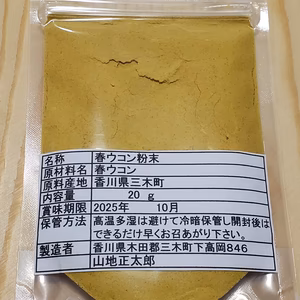 名称 春ウコン粉末
原材料名 春ウコン
原料産地 香川県三木町
内容量 20 g
賞味期限 2025年 10月
保管方法 高温多湿は避けて冷暗保管し開封後は
できるだけ早くお召あがり下さい。
製造者 香川県木田郡三木町下高岡846
山地正太郎